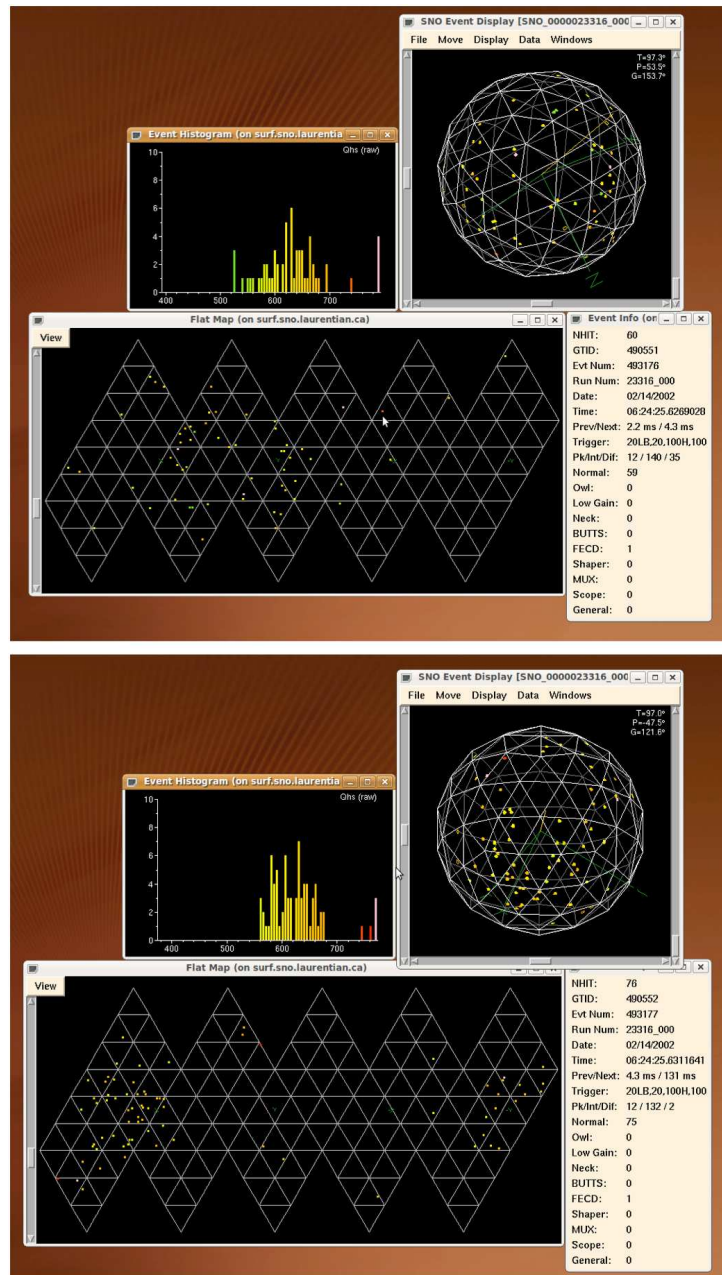 SNO Event Display [SNO_0000023316_000
File Move Display Data Windows
T=97.3°
P=53.5°
G=153.7°
Event Histogram (on surf.sno.laurentia
Qhs (raw)
10
8
6
4
2
0
400 500 600 700
Flat Map (on surf.sno.laurentian.ca)
View
Event Info (on
NHIT: 60
GTID: 490551
Evt Num: 493176
Run Num: 23316_000
Date: 02/14/2002
Time: 06:24:25.6269028
Prev/Next: 2.2 ms / 4.3 ms
Trigger: 20LB,20,100H,100
Pk/Int/Dif: 12 / 140 / 35
Normal: 59
Owl: 0
Low Gain: 0
Neck: 0
BUTTS: 0
FECD: 1
Shaper: 0
MUX: 0
Scope: 0
General: 0
SNO Event Display [SNO_0000023316_000
File Move Display Data Windows
T=97.0°
P=-47.5°
G=121.6°
Event Histogram (on surf.sno.laurentia
Qhs (raw)
10
8
6
4
2
0
400 500 600 700
Flat Map (on surf.sno.laurentian.ca)
View
NHIT: 76
GTID: 490552
Evt Num: 493177
Run Num: 23316_000
Date: 02/14/2002
Time: 06:24:25.6311641
Prev/Next: 4.3 ms / 131 ms
Trigger: 20LB,20,100H,100
Pk/Int/Dif: 12 / 132 / 2
Normal: 75
Owl: 0
Low Gain: 0
Neck: 0
BUTTS: 0
FECD: 1
Shaper: 0
MUX: 0
Scope: 0
General: 0